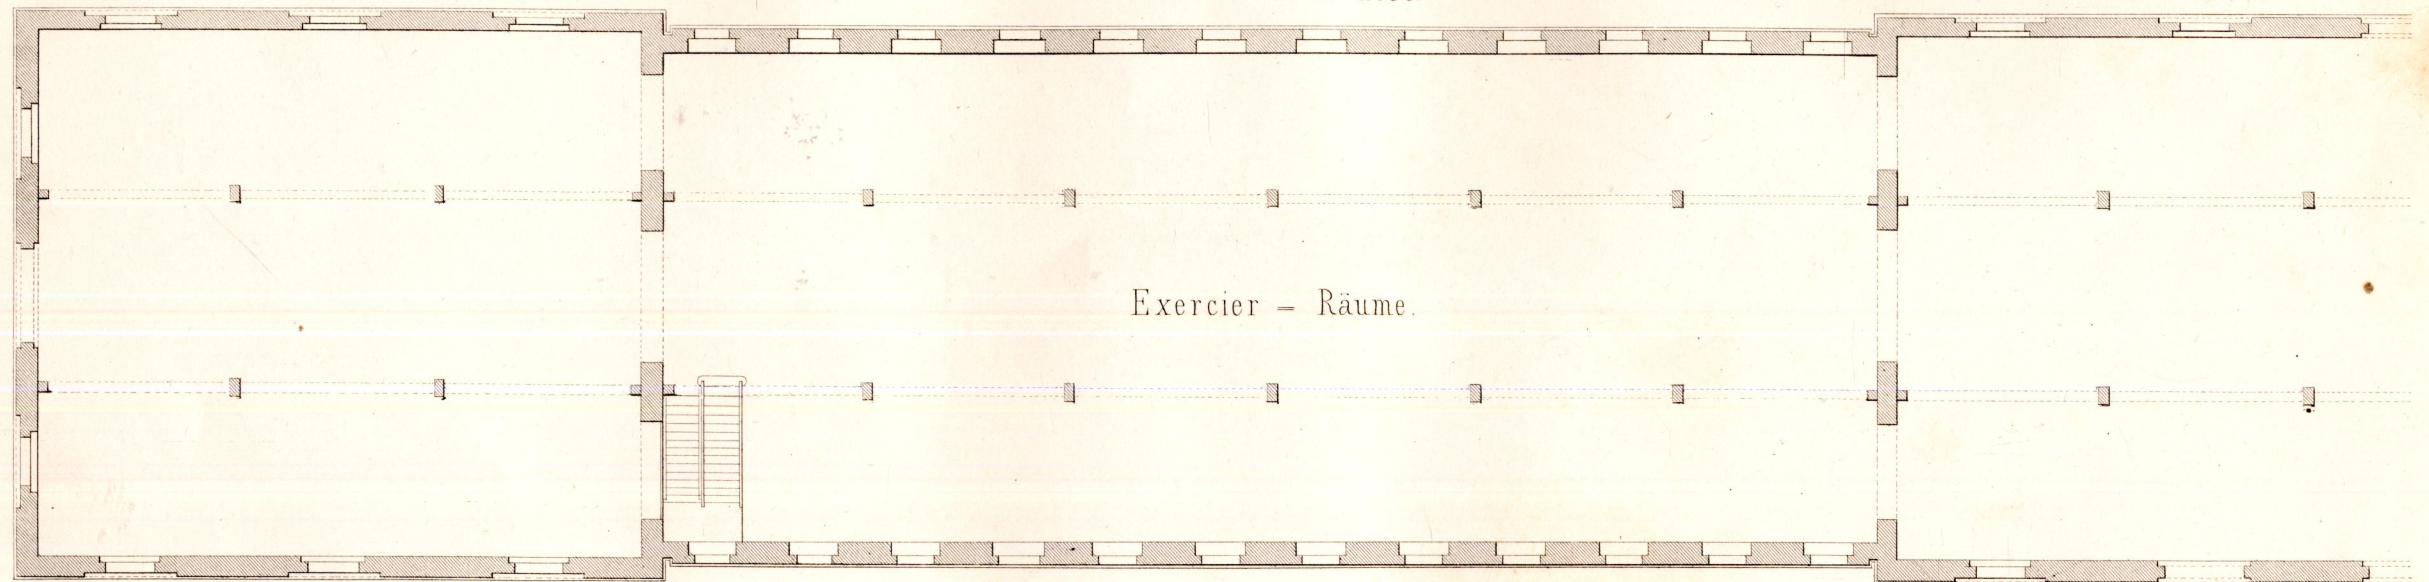 Exercier = Räume.